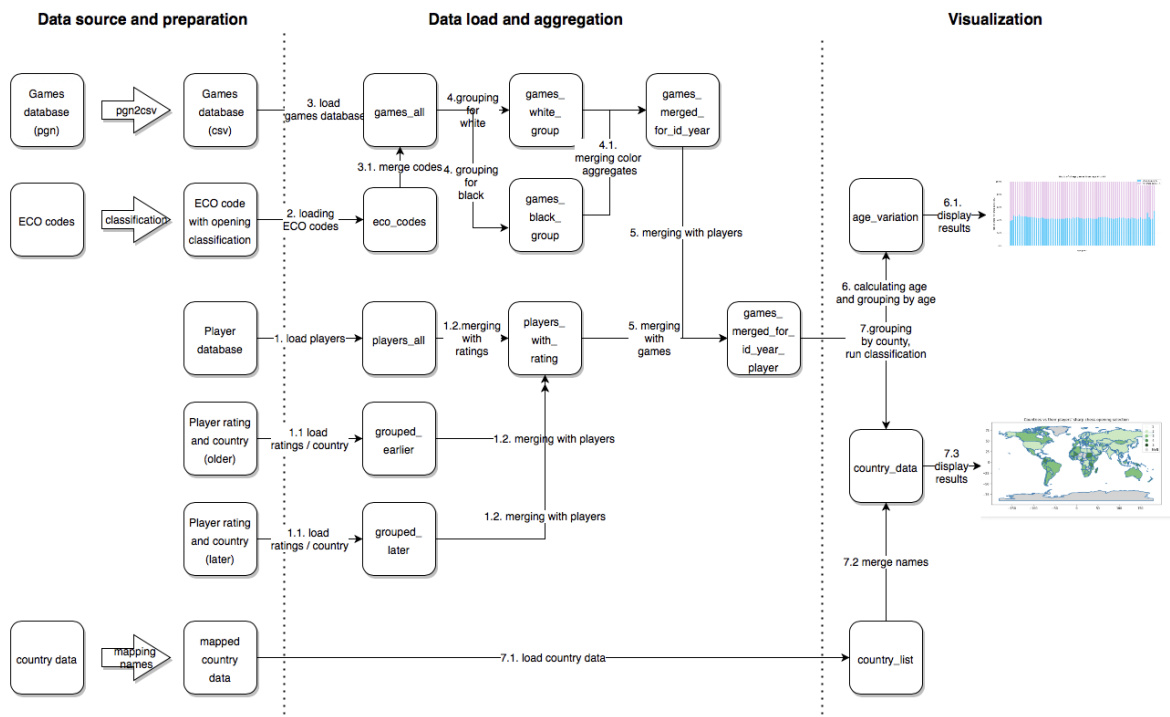 Data source and preparation
Data load and aggregation
Visualization
Games
database
(pgn)
pgn2csv
Games
database
(csv)
3. load
games database
games_all
4.grouping
for
white
games_
white_
group
games_
merged_
for_id_year
4.1.
merging color
aggregates
3.1. merge codes
4. grouping
for
black
ECO codes
classification
ECO code
with opening
classification
2. loading
ECO codes
eco_codes
games_
black_
group
5. merging with players
age_variation
6.1.
display
results
6. calculating age
and grouping by age
Player
database
1. load players
players_all
1.2.merging
with
ratings
players_
with_
rating
5. merging
with
games
games_
merged_for_
id_year_
player
7.grouping
by county,
run classification
Player rating
and country
(older)
1.1 load
ratings / country
grouped_
earlier
1.2. merging with players
country_data
7.3
display
results
Player rating
and country
(later)
1.1. load
ratings / country
grouped_
later
1.2. merging with players
7.2 merge names
country data
mapping
names
mapped
country
data
7.1. load country data
country_list